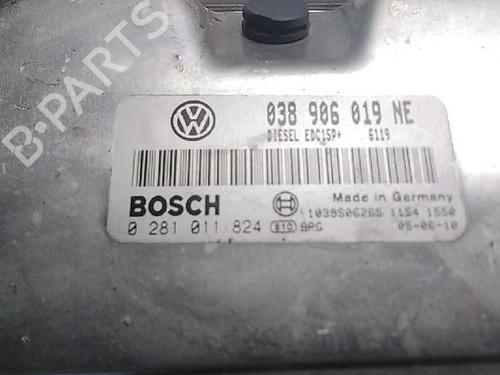 B-PARTS
038 906 019 NE
DIESEL EDC15P+ 6119
BOSCH
Made in Germany
1039S06265 1154 1550
0 281 011 824 E10 BPG 05-06-10